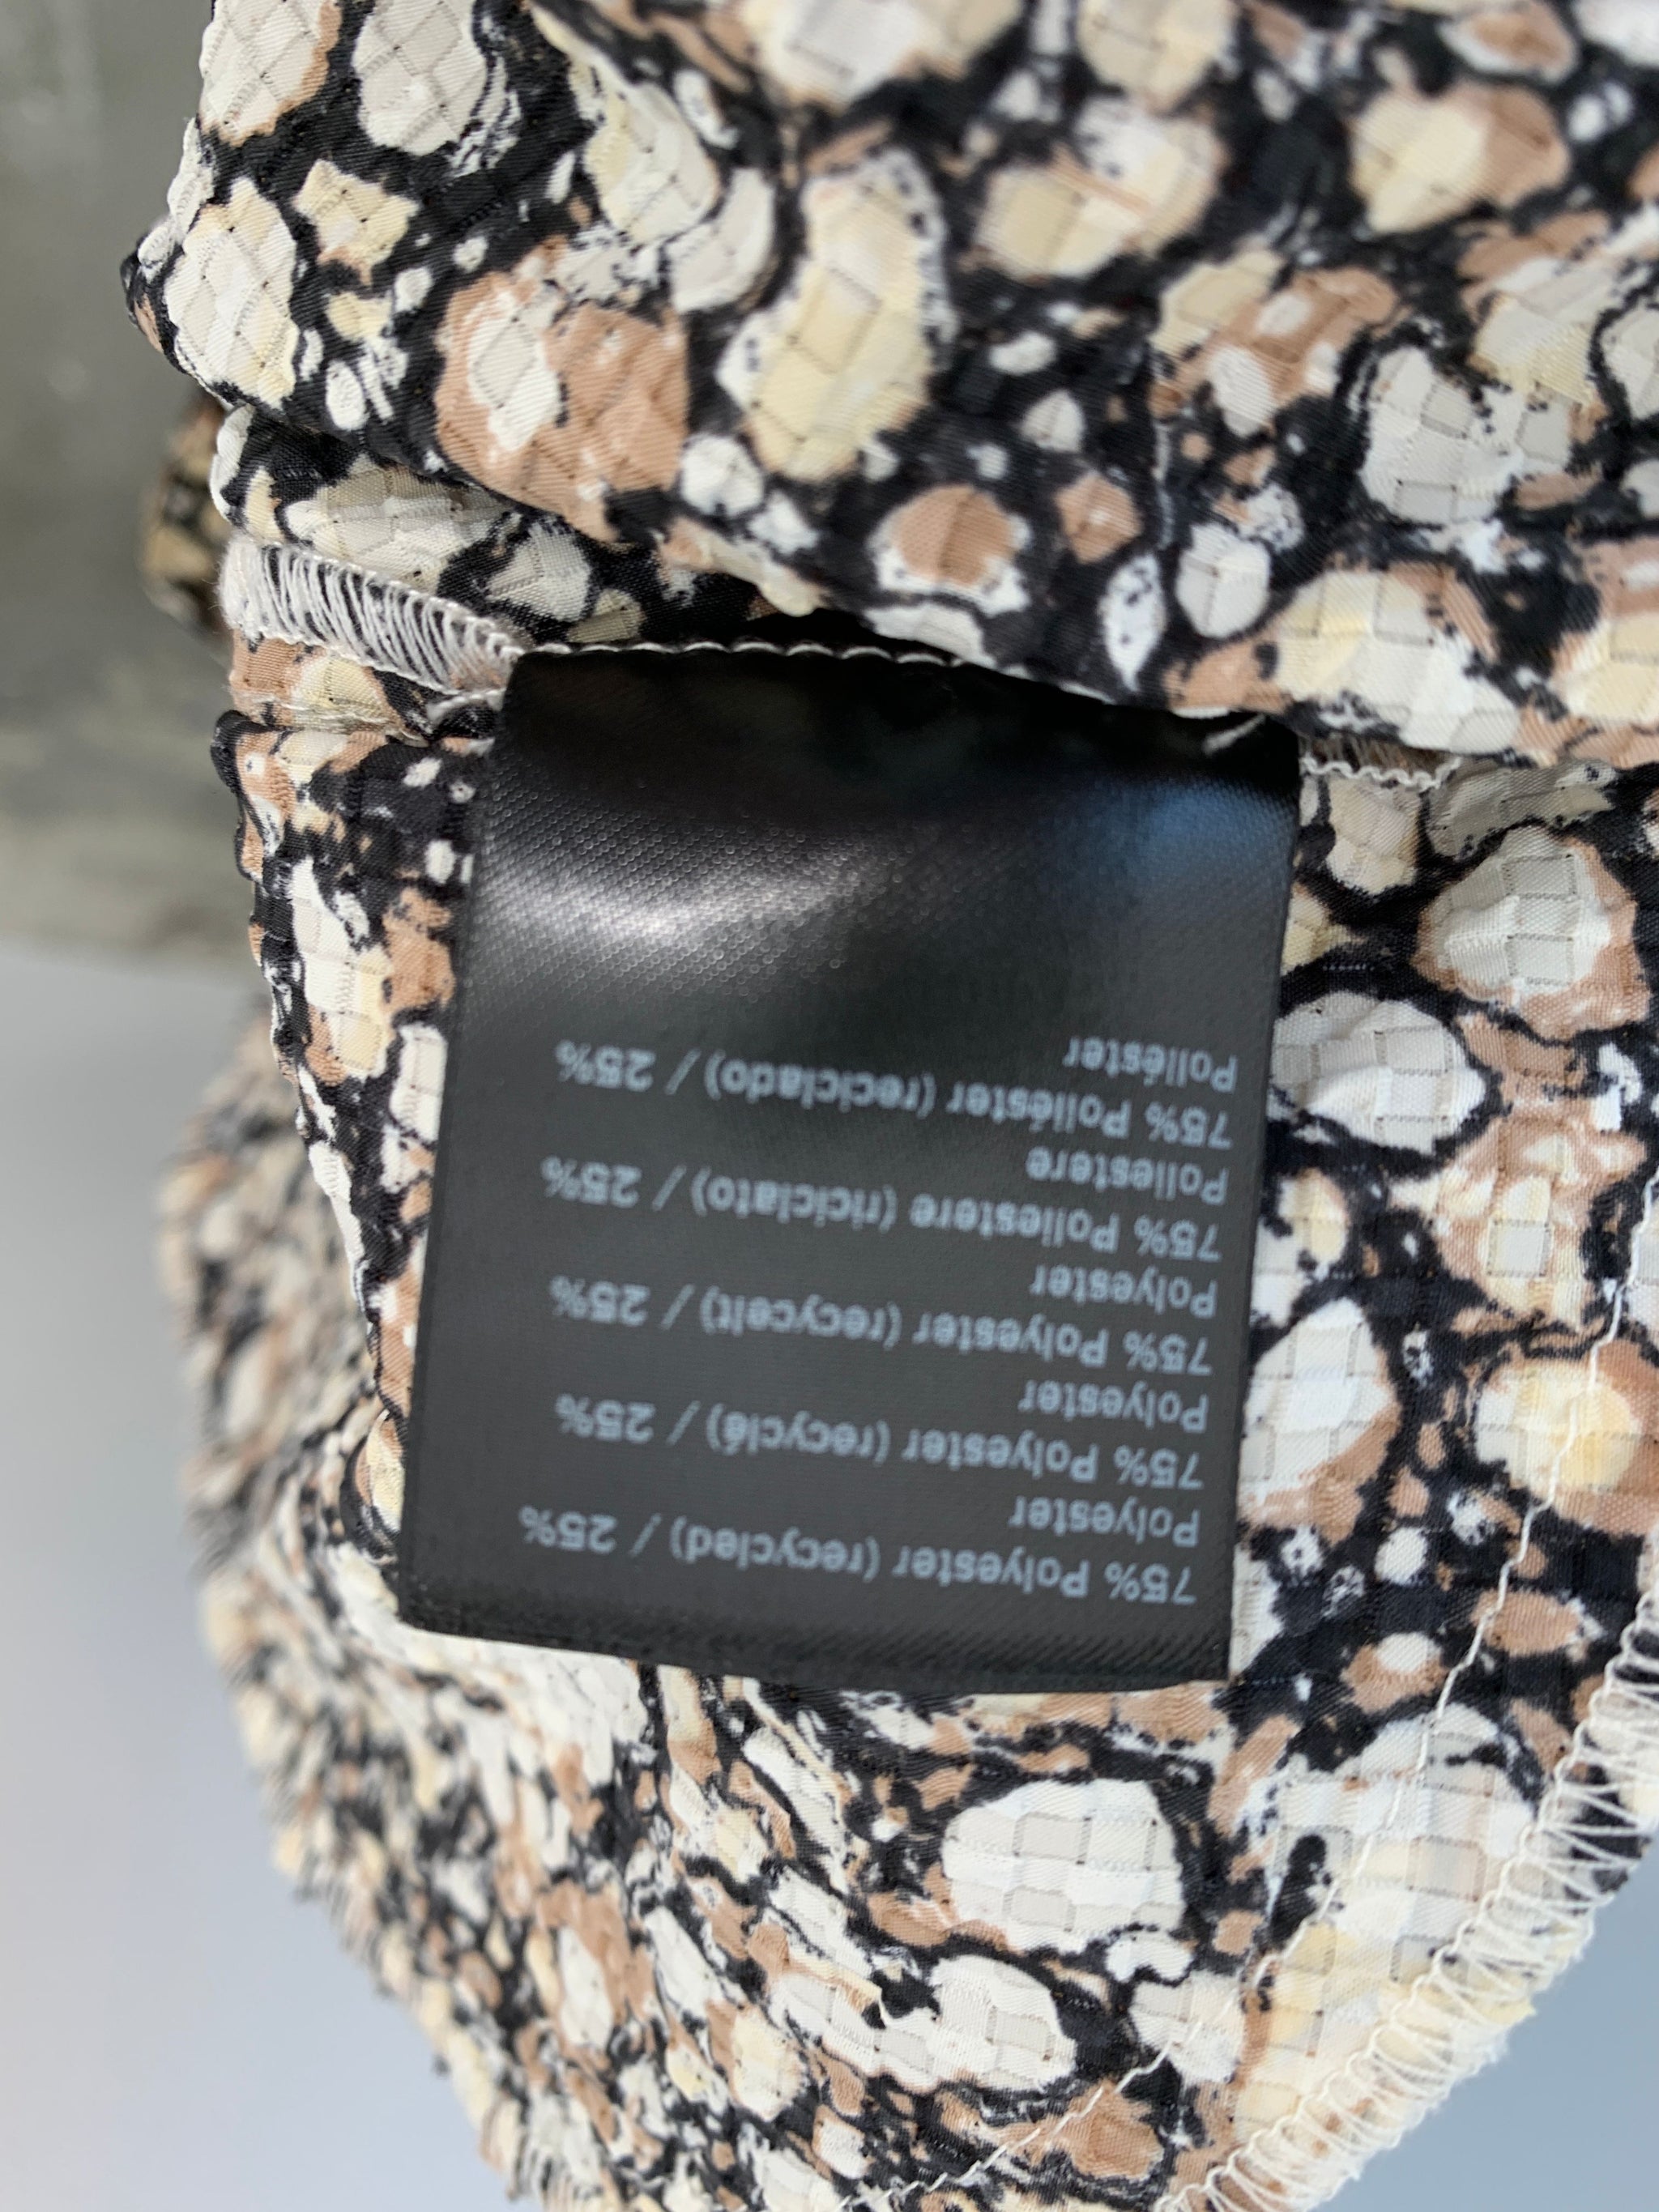 75% Polyester (recycled) / 25%
Polyester
75% Polyester (recyclé) / 25%
Polyester
75% Polyester (recycelt) / 25%
Polyester
75% Poliestere (riciclato) / 25%
Poliestere
75% Poliéster (reciclado) / 25%
Poliéster